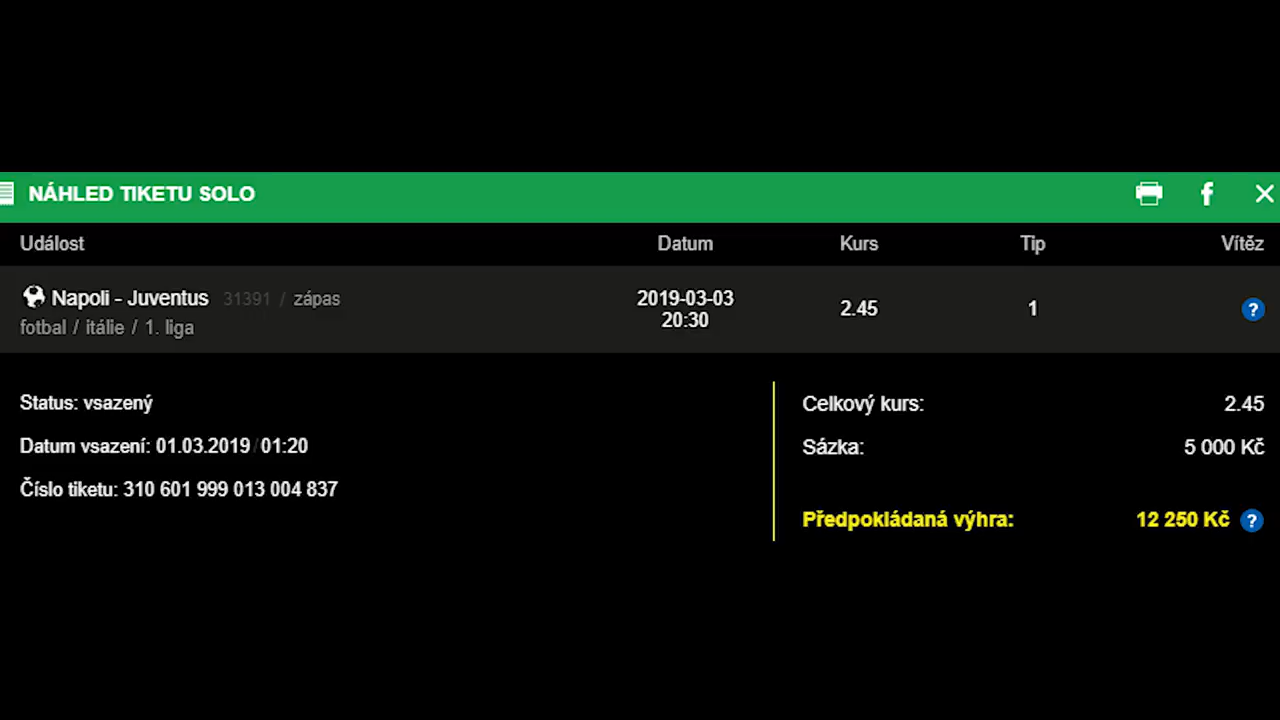 NÁHLED TIKETU SOLO
Událost Datum Kurs Tip Vítěz
Napoli - Juventus 31391 / zápas 2019-03-03 20:30 2.45 1 ?
fotbal / itálie / 1. liga
Status: vsazený
Datum vsazení: 01.03.2019 / 01:20
Číslo tiketu: 310 601 999 013 004 837
Celkový kurs: 2.45
Sázka: 5 000 Kč
Předpokládaná výhra: 12 250 Kč ?